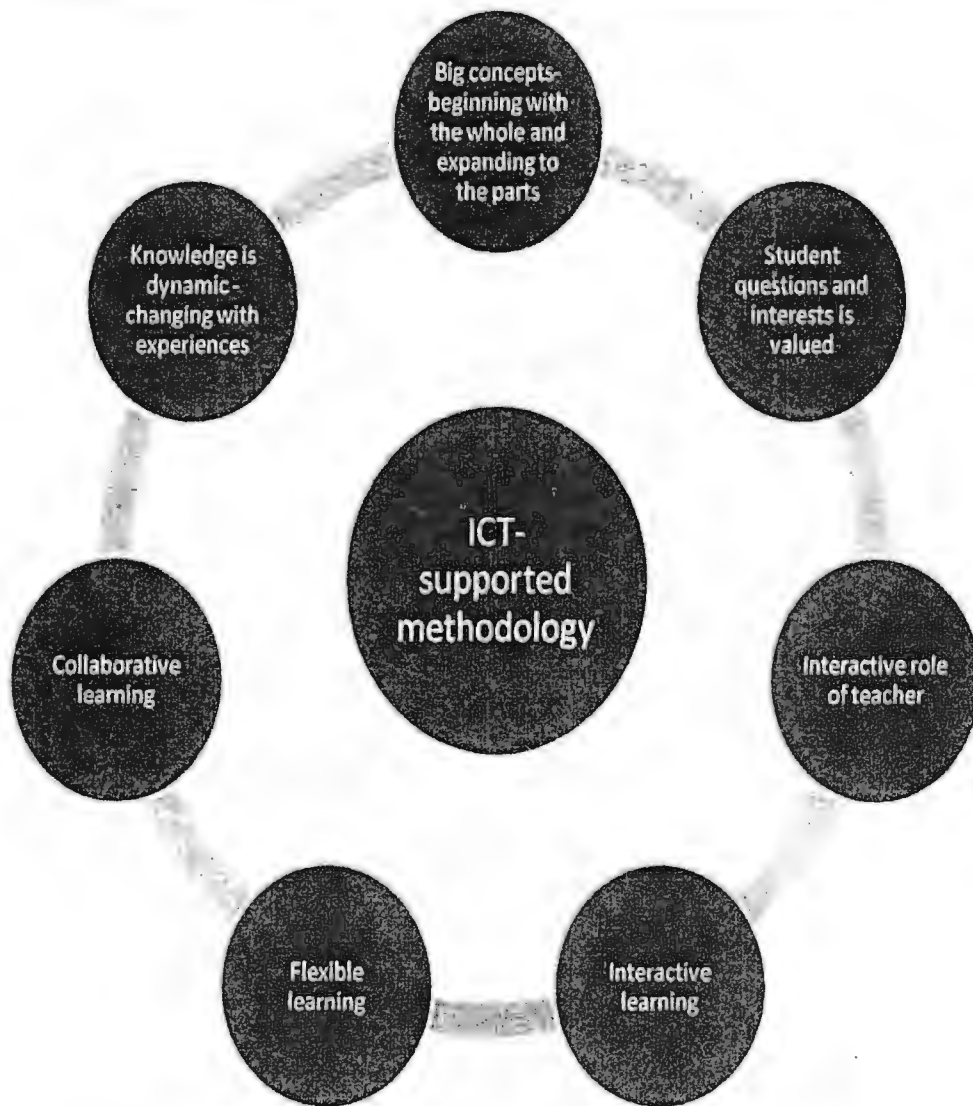 Big concepts-
beginning with
the whole and
expanding to
the parts
Student
questions and
interests is
valued
Interactive role
of teacher
Interactive
learning
Flexible
learning
Collaborative
learning
Knowledge is
dynamic -
changing with
experiences
ICT-
supported
methodology